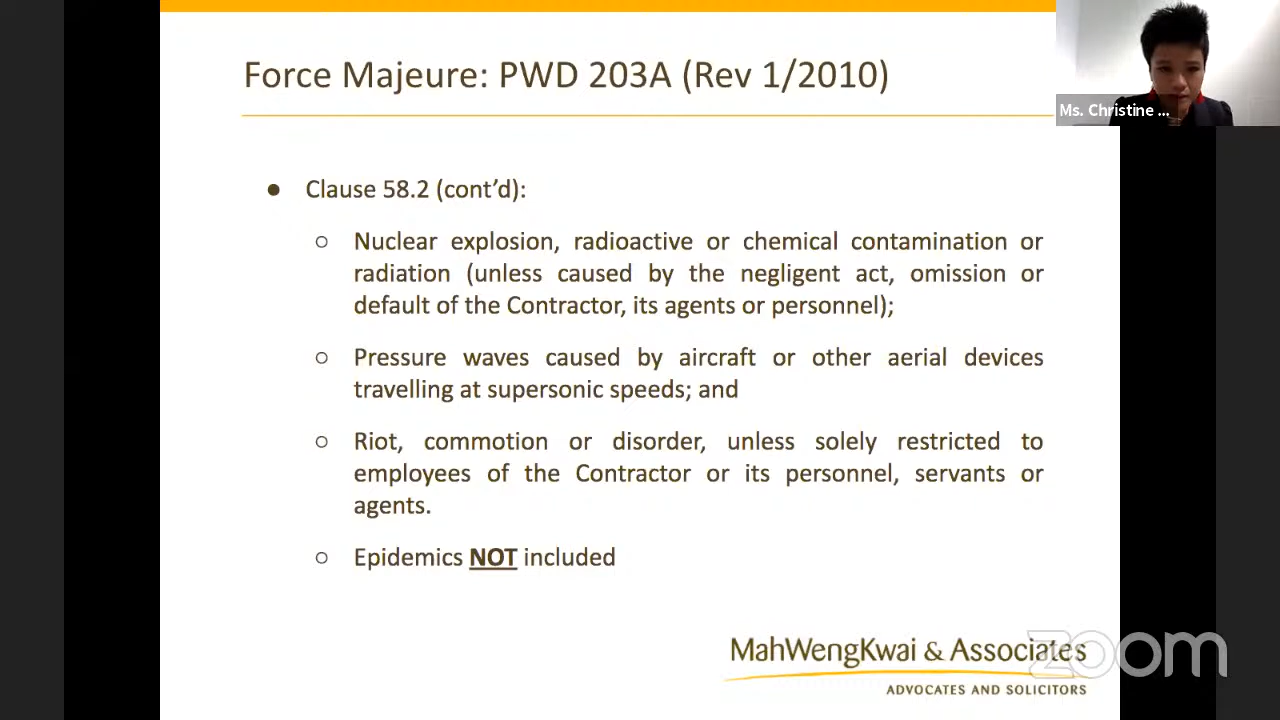 Force Majeure: PWD 203A (Rev 1/2010)
Ms. Christine ...
● Clause 58.2 (cont’d):
○ Nuclear explosion, radioactive or chemical contamination or
radiation (unless caused by the negligent act, omission or
default of the Contractor, its agents or personnel);
○ Pressure waves caused by aircraft or other aerial devices
travelling at supersonic speeds; and
○ Riot, commotion or disorder, unless solely restricted to
employees of the Contractor or its personnel, servants or
agents.
○ Epidemics NOT included
MahWengKwai & Associates
ADVOCATES AND SOLICITORS
zoom